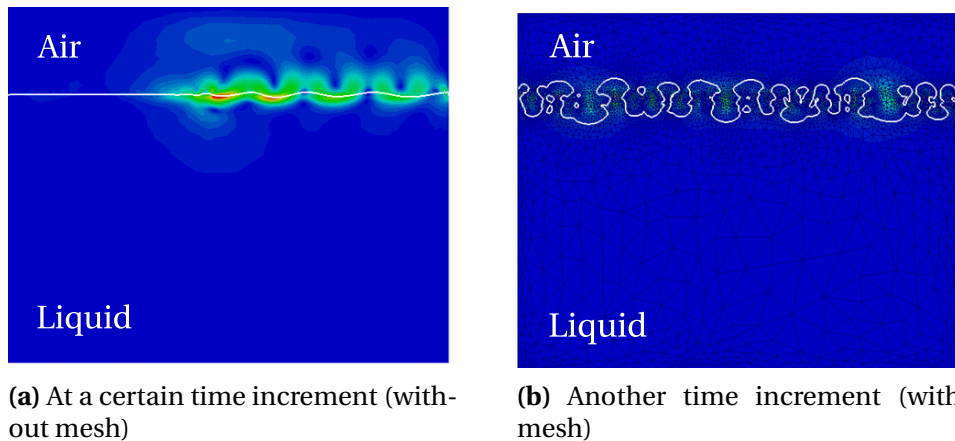 Air
Liquid
(a) At a certain time increment (with-
out mesh)
Air
Liquid
(b) Another time increment (with
mesh)